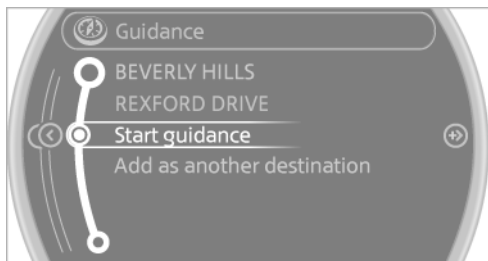 Guidance
BEVERLY HILLS
REXFORD DRIVE
Start guidance
Add as another destination